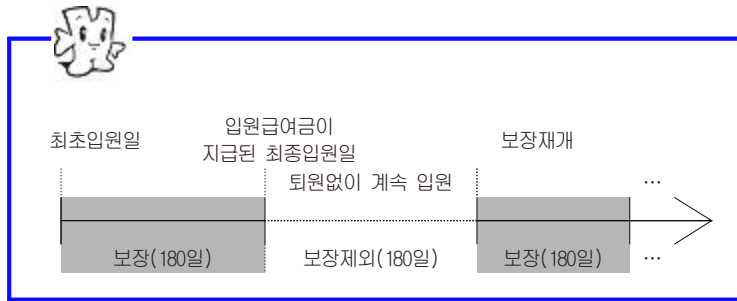 최초입원일
입원급여금이
지급된 최종입원일
보장재개
퇴원없이 계속 입원
…
보장(180일)
보장제외(180일)
보장(180일)
…